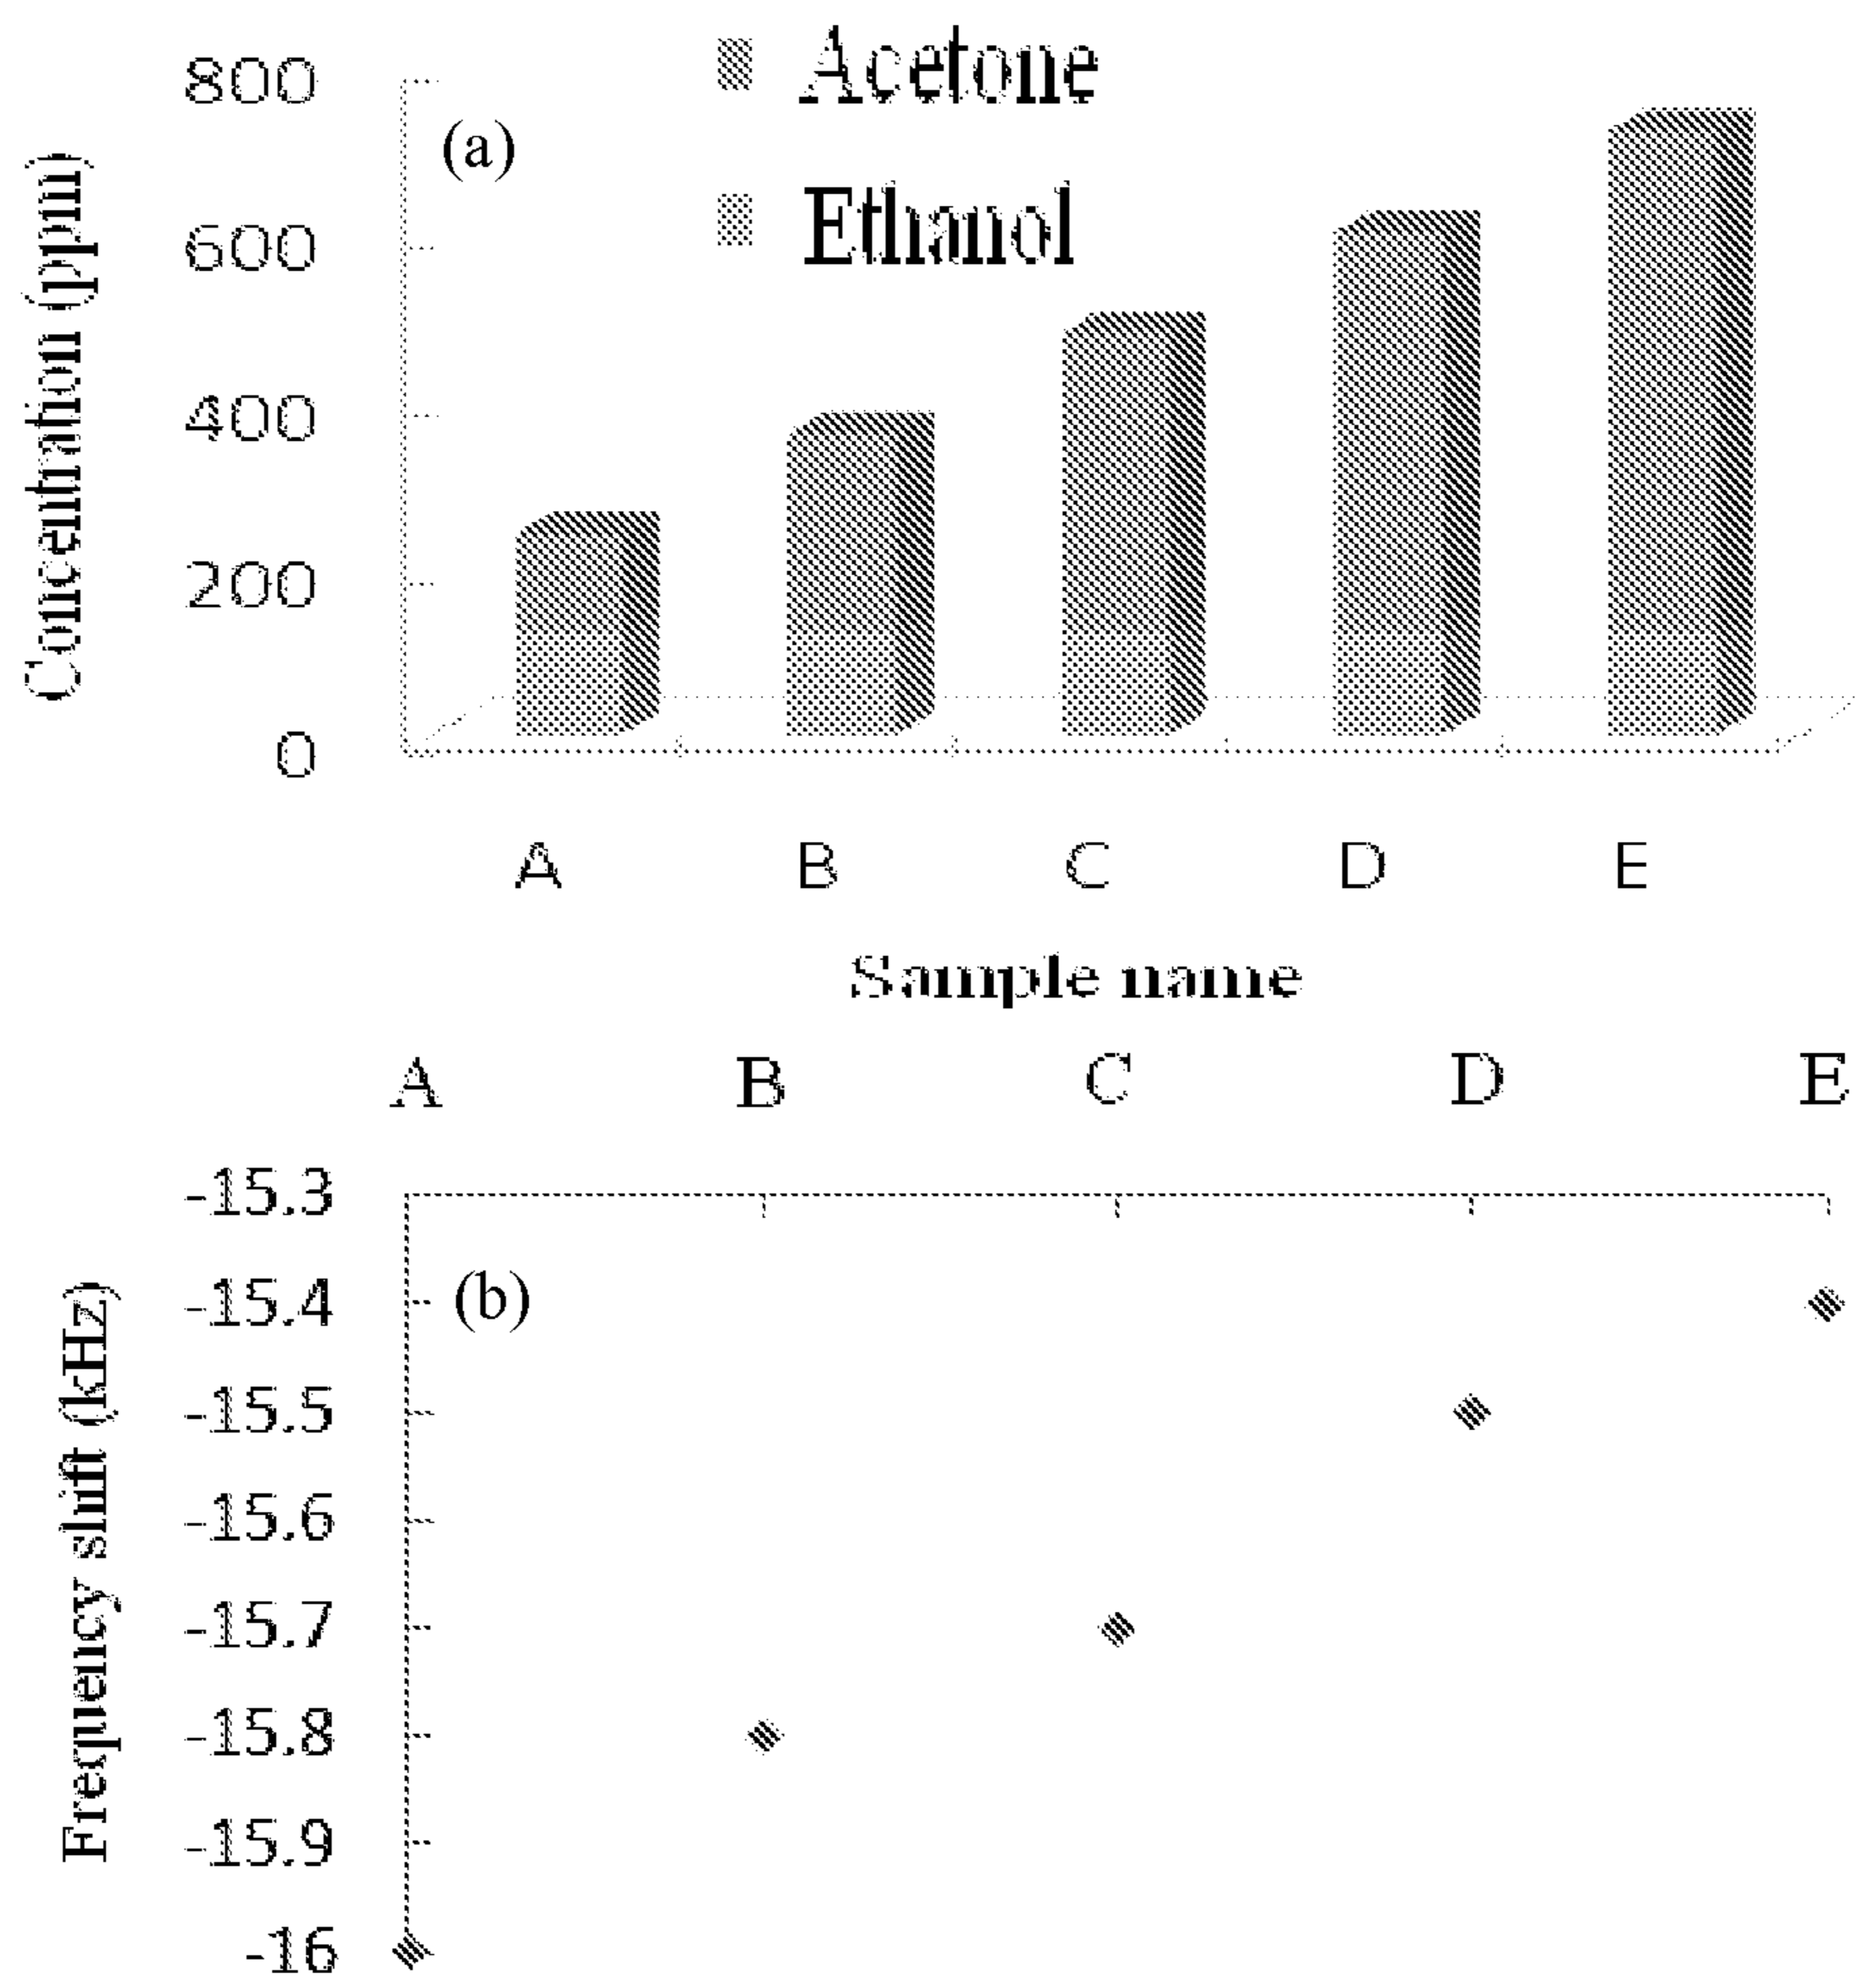 Acetone
Ethanol
(a)
Concentration (ppm)
800
600
400
200
0
A B C D E
Sample name
A B C D E
(b)
Frequency shift (kHz)
-15.3
-15.4
-15.5
-15.6
-15.7
-15.8
-15.9
-16